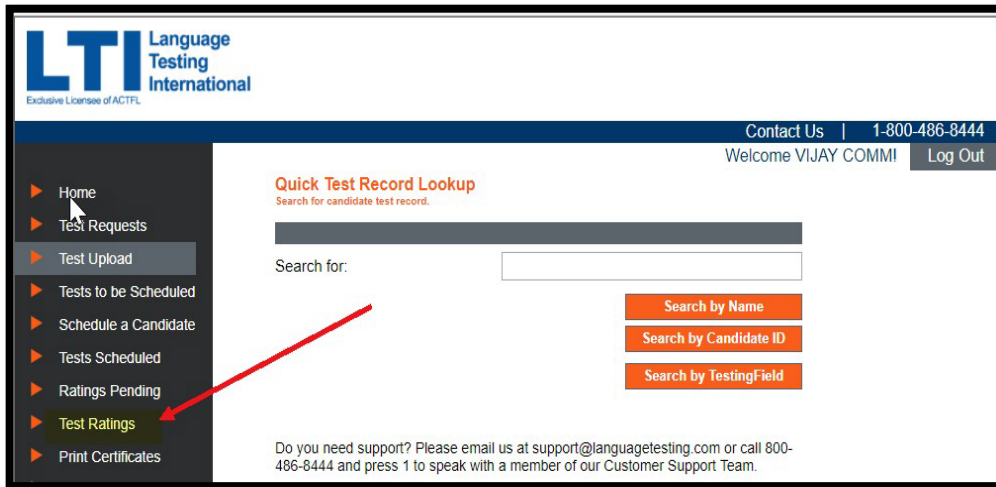 LTI
Language
Testing
International
Exclusive Licensee of ACTFL
Contact Us | 1-800-486-8444
Welcome VIJAY COMMI Log Out
Home
Test Requests
Test Upload
Tests to be Scheduled
Schedule a Candidate
Tests Scheduled
Ratings Pending
Test Ratings
Print Certificates
Quick Test Record Lookup
Search for candidate test record.
Search for:
Search by Name
Search by Candidate ID
Search by TestingField
Do you need support? Please email us at support@languagetesting.com or call 800-
486-8444 and press 1 to speak with a member of our Customer Support Team.